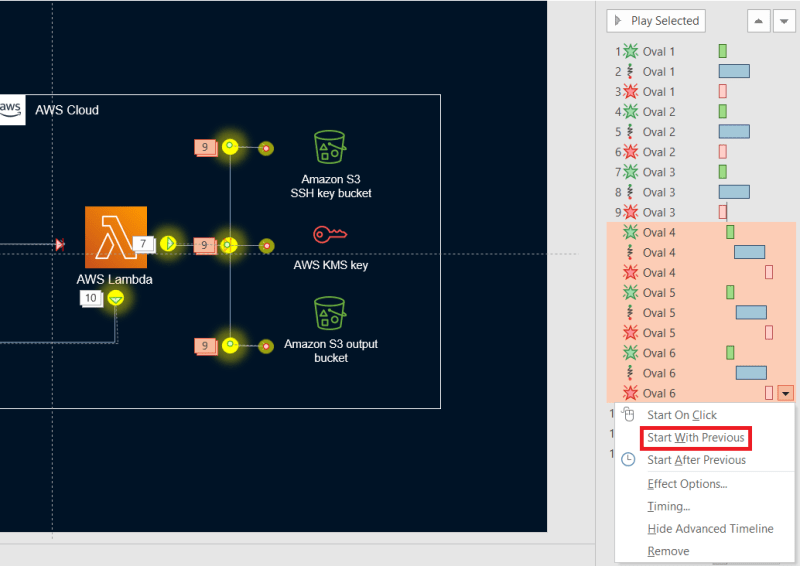 Play Selected
1 Oval 1
2 Oval 1
3 Oval 1
4 Oval 2
5 Oval 2
6 Oval 2
7 Oval 3
8 Oval 3
9 Oval 3
Oval 4
Oval 4
Oval 4
Oval 5
Oval 5
Oval 5
Oval 6
Oval 6
Oval 6
1
1
1
Start On Click
Start With Previous
Start After Previous
Effect Options...
Timing...
Hide Advanced Timeline
Remove
aws
AWS Cloud
9
Amazon S3
SSH key bucket
7
9
AWS KMS key
AWS Lambda
10
9
Amazon S3 output
bucket